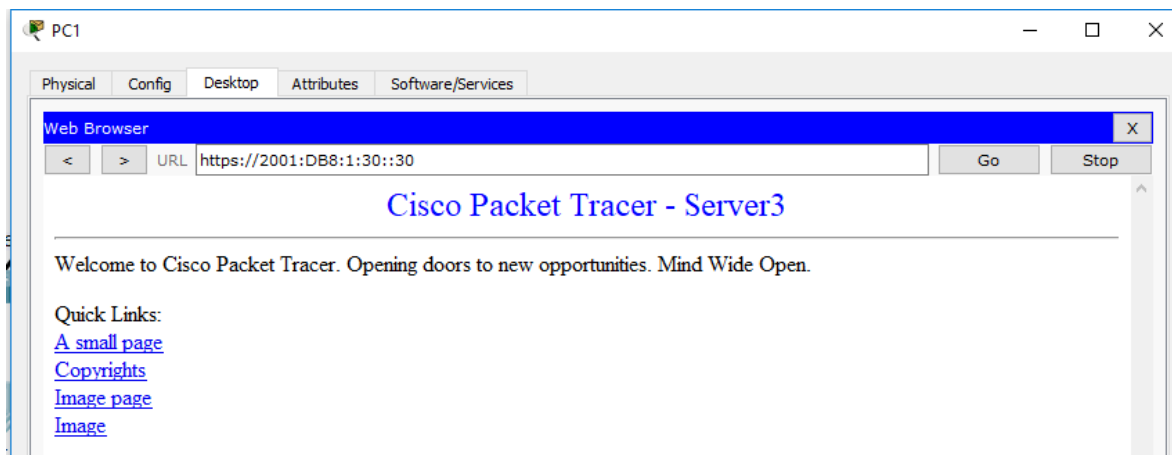 PC1
Physical Config Desktop Attributes Software/Services
Web Browser X
< > URL https://2001:DB8:1:30::30 Go Stop
Cisco Packet Tracer - Server3
Welcome to Cisco Packet Tracer. Opening doors to new opportunities. Mind Wide Open.
Quick Links:
A small page
Copyrights
Image page
Image